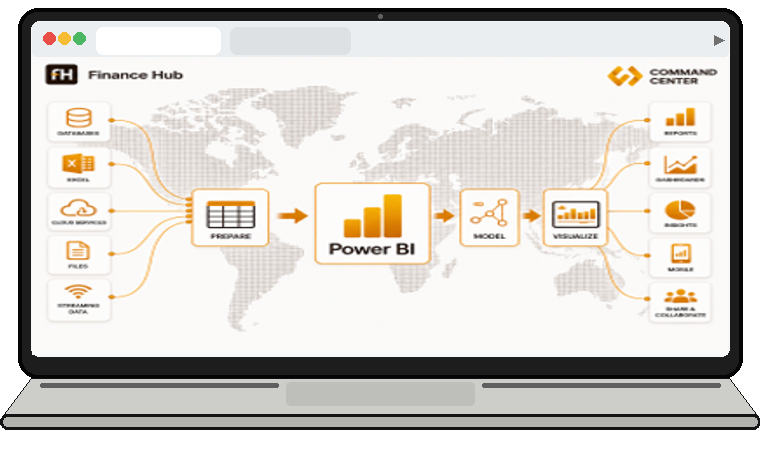 FH Finance Hub
COMMAND
CENTER
DATABASES
EXCEL
CLOUD SERVICES
FILES
STREAMING
DATA
PREPARE
Power BI
MODEL
VISUALIZE
REPORTS
DASHBOARDS
INSIGHTS
MOBILE
SHARE &
COLLABORATE